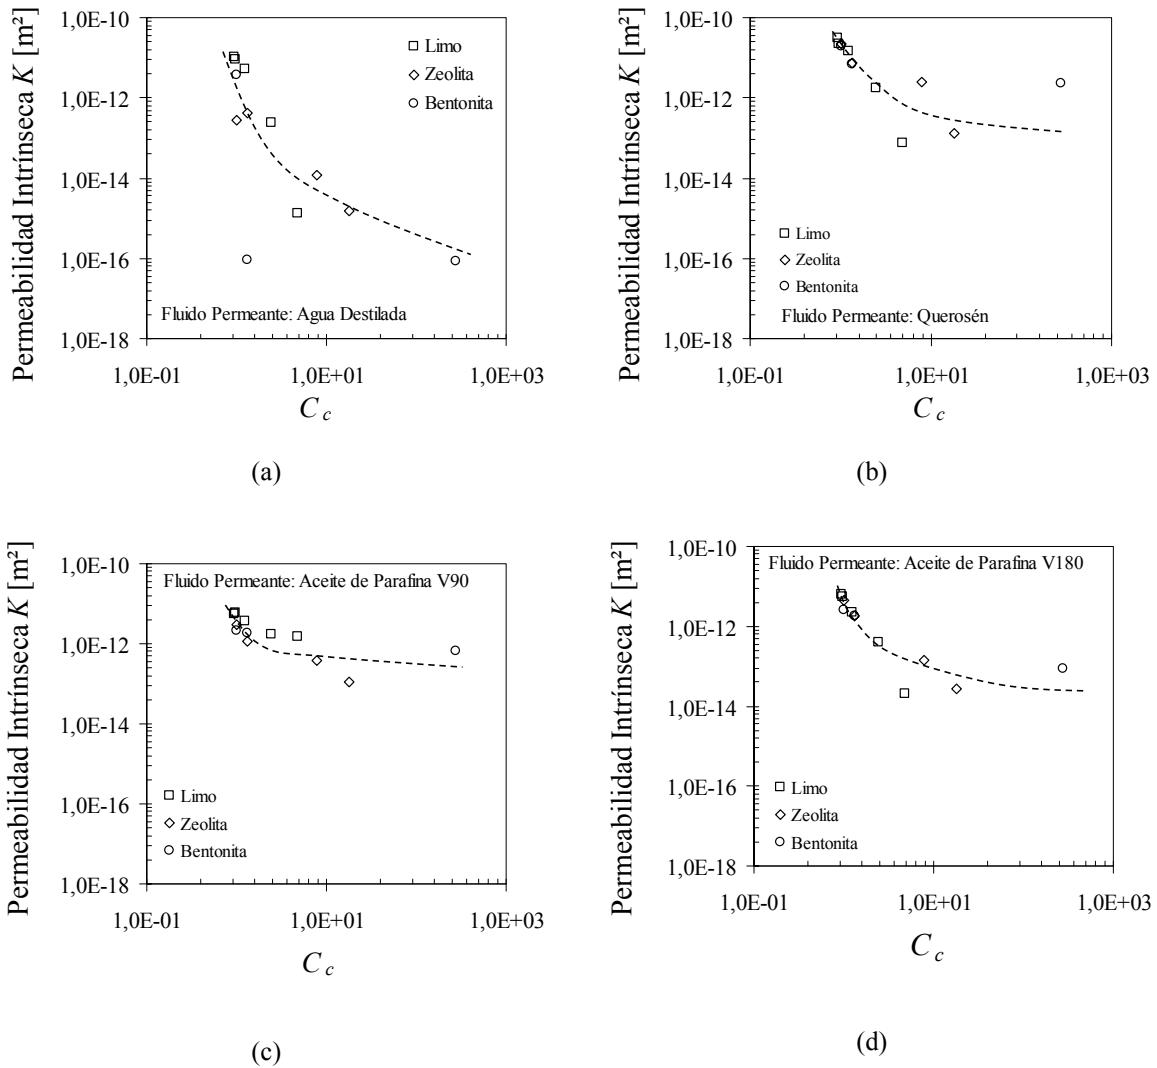 Permeabilidad Intrínseca K [m²]
1,0E-10
1,0E-12
1,0E-14
1,0E-16
1,0E-18
Limo
Zeolita
Bentonita
Fluido Permeante: Agua Destilada
1,0E-01
1,0E+01
1,0E+03
C c
(a)
Permeabilidad Intrínseca K [m²]
1,0E-10
1,0E-12
1,0E-14
1,0E-16
1,0E-18
Limo
Zeolita
Bentonita
Fluido Permeante: Querosén
1,0E-01
1,0E+01
1,0E+03
C c
(b)
Permeabilidad Intrínseca K [m²]
1,0E-10
1,0E-12
1,0E-14
1,0E-16
1,0E-18
Fluido Permeante: Aceite de Parafina V90
Limo
Zeolita
Bentonita
1,0E-01
1,0E+01
1,0E+03
C c
(c)
Permeabilidad Intrínseca K [m²]
1,0E-10
1,0E-12
1,0E-14
1,0E-16
1,0E-18
Fluido Permeante: Aceite de Parafina V180
Limo
Zeolita
Bentonita
1,0E-01
1,0E+01
1,0E+03
C c
(d)